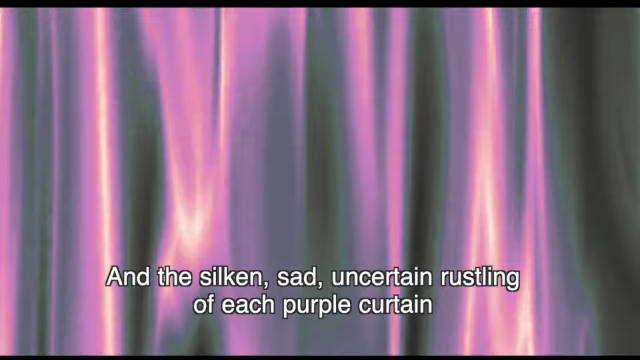 And the silken, sad, uncertain rustling
of each purple curtain